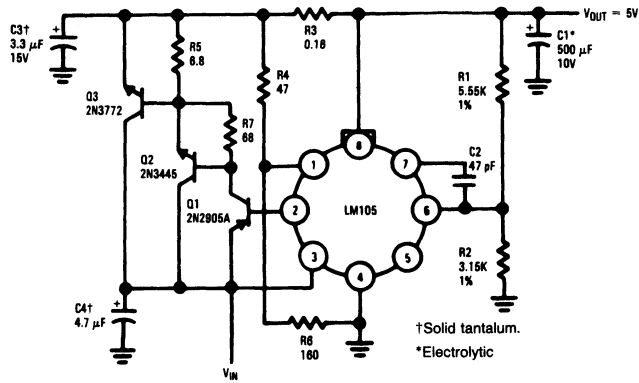 C3†
3.3 μF
15V
+
R5
6.8
R3
0.18
R4
47
VOUT = 5V
+
C1*
500 μF
10V
R1
5.55K
1%
Q3
2N3772
R7
68
Q2
2N3445
Q1
2N2905A
8
1
7
C2
47 pF
2
LM105
6
3
5
4
R2
3.15K
1%
C4†
4.7 μF
+
R6
160
VIN
†Solid tantalum.
*Electrolytic